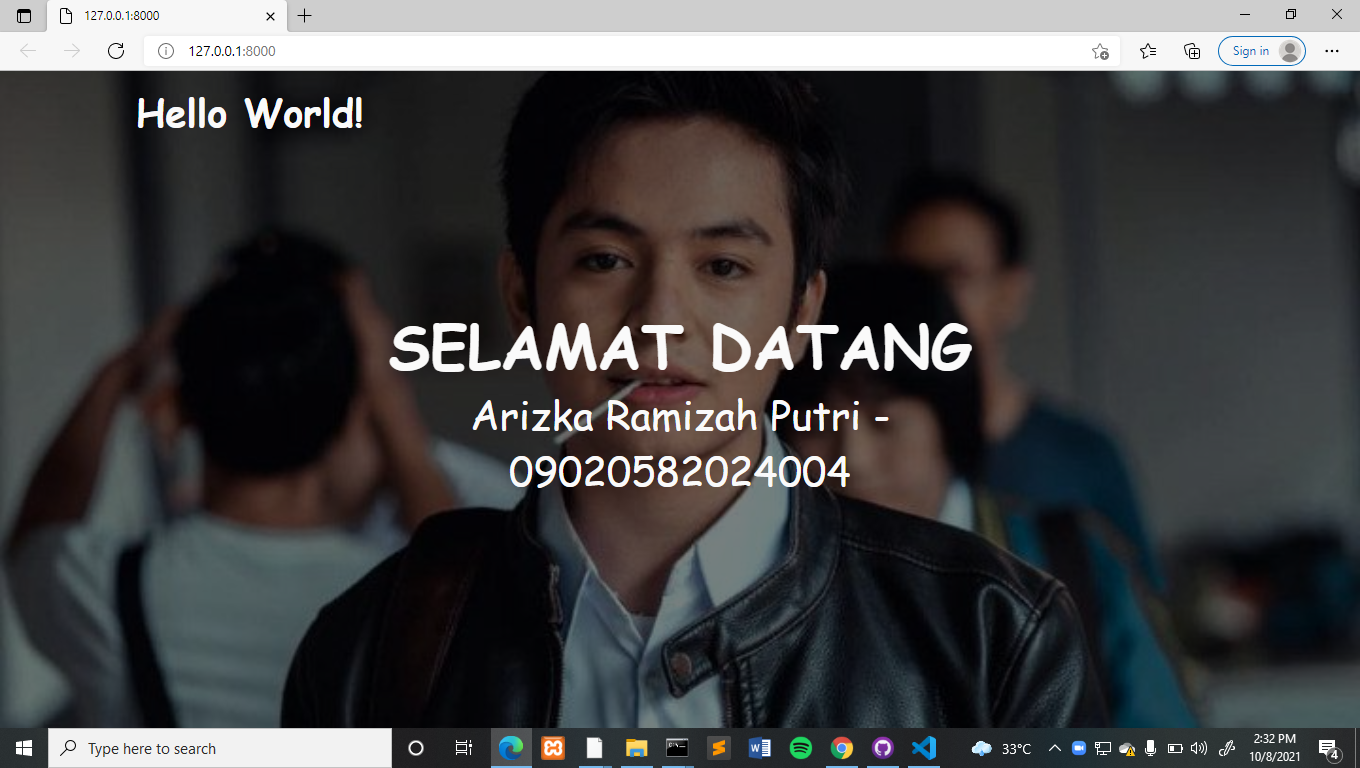 127.0.0.1:8000
127.0.0.1:8000
Sign in
Hello World!
SELAMAT DATANG
Arizka Ramizah Putri -
09020582024004
Type here to search
33°C
2:32 PM
10/8/2021
4